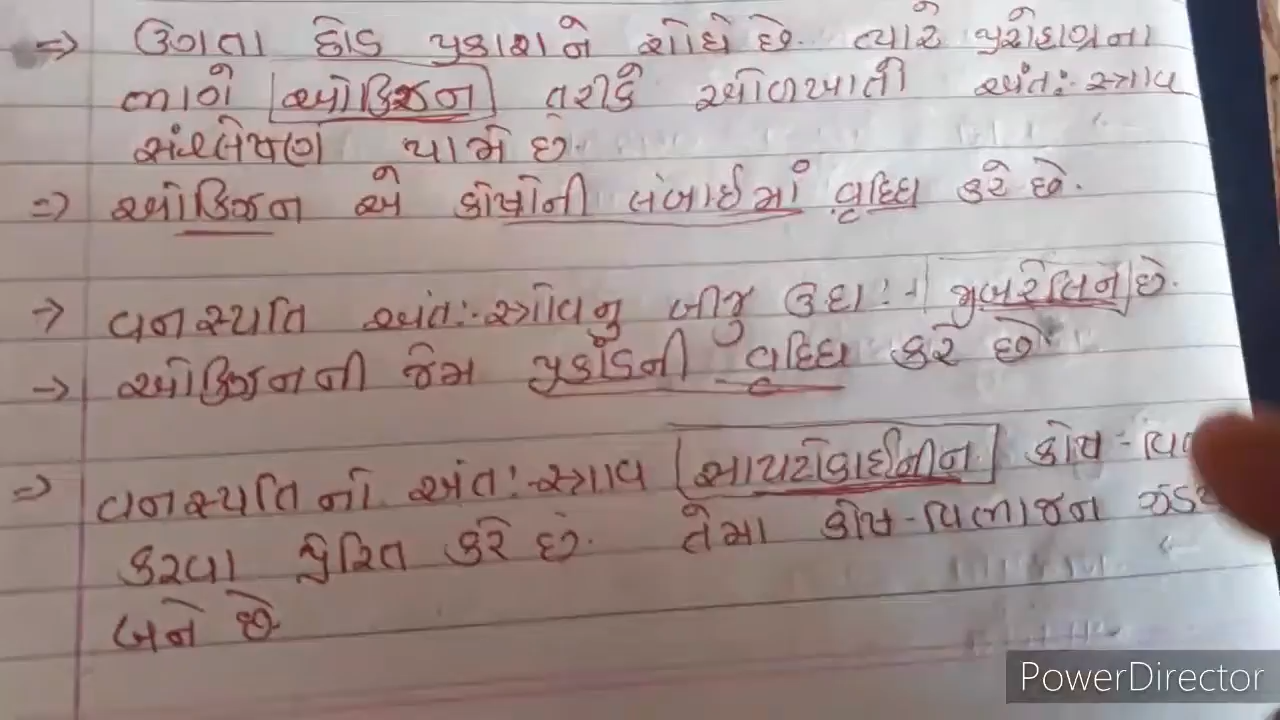 ⇒ ઉગતા છોડ પ્રકાશને શોધે છે. ત્યારે પ્રરોહાગ્રના
ભાગે ઓક્ઝિન તરીકે ઓળખાતી અંતઃસ્ત્રાવ
સંશ્લેષણ પામે છે.
⇒ ઓક્ઝિન એ કોષોની લંબાઈમાં વૃદ્ધિ કરે છે.
→ વનસ્પતિ અંતઃસ્ત્રાવનુ બીજુ ઉદાઃ- જીબરેલિન છે.
→ ઓક્ઝિનની જેમ પ્રકાંડની વૃદ્ધિ કરે છે
⇒ વનસ્પતિનો અંતઃસ્ત્રાવ સાયટોકાઈનીન કોષ-
કરવા પ્રેરિત કરે છે. તેમા કોષ-વિભાજન
બને છે
PowerDirector